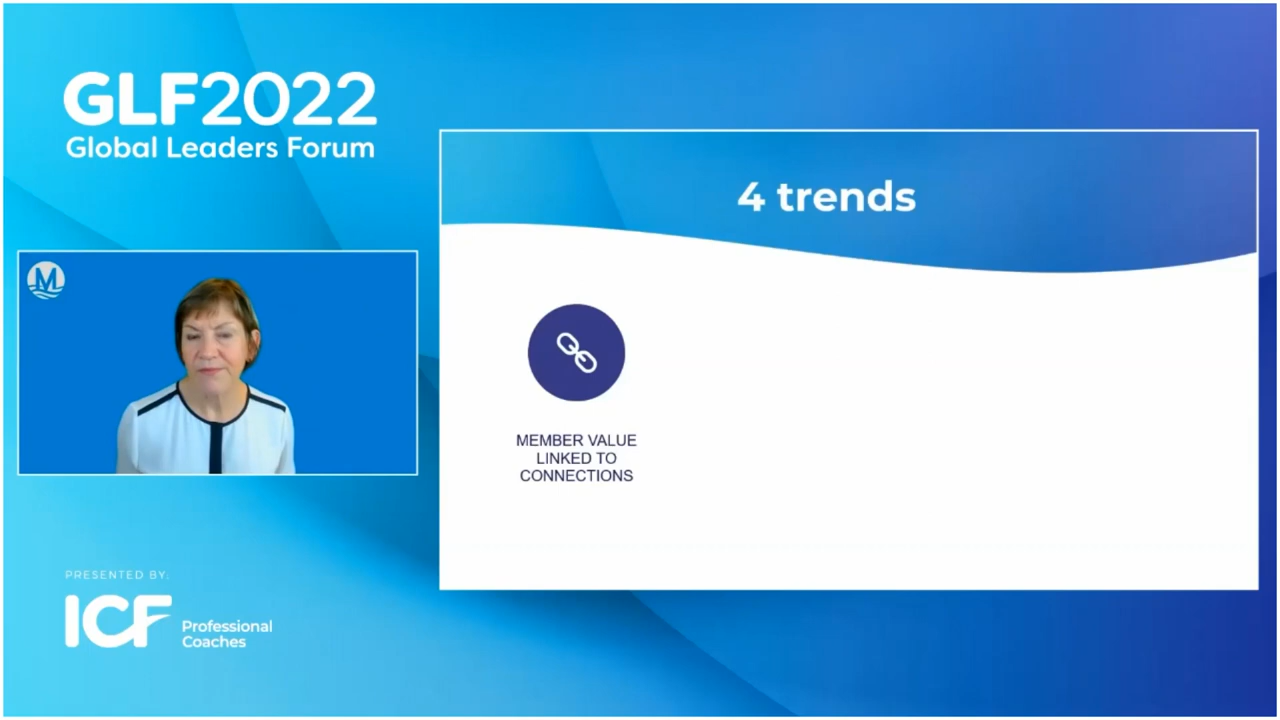 GLF2022
Global Leaders Forum
4 trends
M
MEMBER VALUE
LINKED TO
CONNECTIONS
PRESENTED BY:
ICF Professional
Coaches